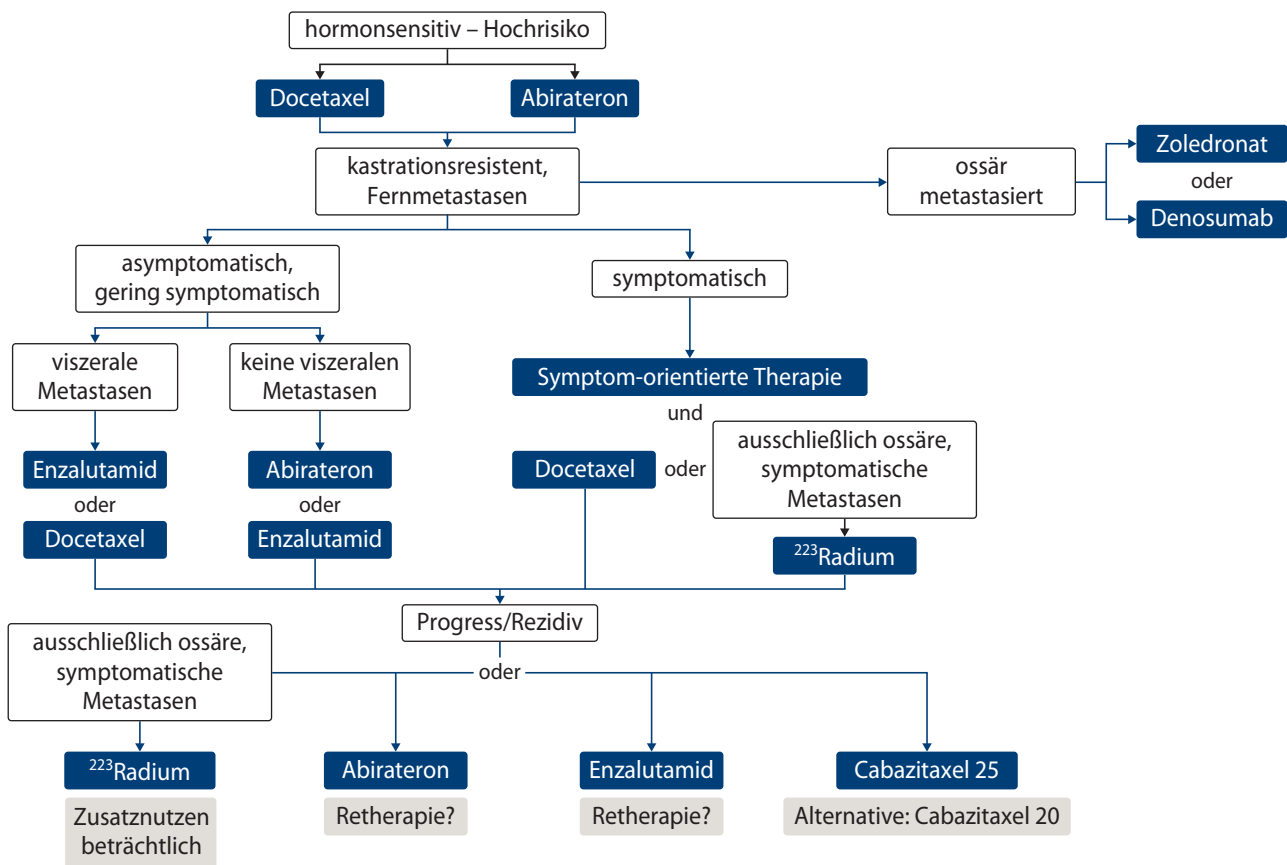 hormonsensitiv – Hochrisiko
Docetaxel
Abirateron
kastrationsresistent,
Fernmetastasen
ossär
metastasiert
Zoledronat
oder
Denosumab
asymptomatisch,
gering symptomatisch
symptomatisch
viszerale
Metastasen
keine viszeralen
Metastasen
Symptom-orientierte Therapie
und
Enzalutamid
oder
Docetaxel
Abirateron
oder
Enzalutamid
Docetaxel
oder
ausschließlich ossäre,
symptomatische
Metastasen
²²³Radium
Progress/Rezidiv
oder
ausschließlich ossäre,
symptomatische
Metastasen
²²³Radium
Zusatznutzen
beträchtlich
Abirateron
Retherapie?
Enzalutamid
Retherapie?
Cabazitaxel 25
Alternative: Cabazitaxel 20